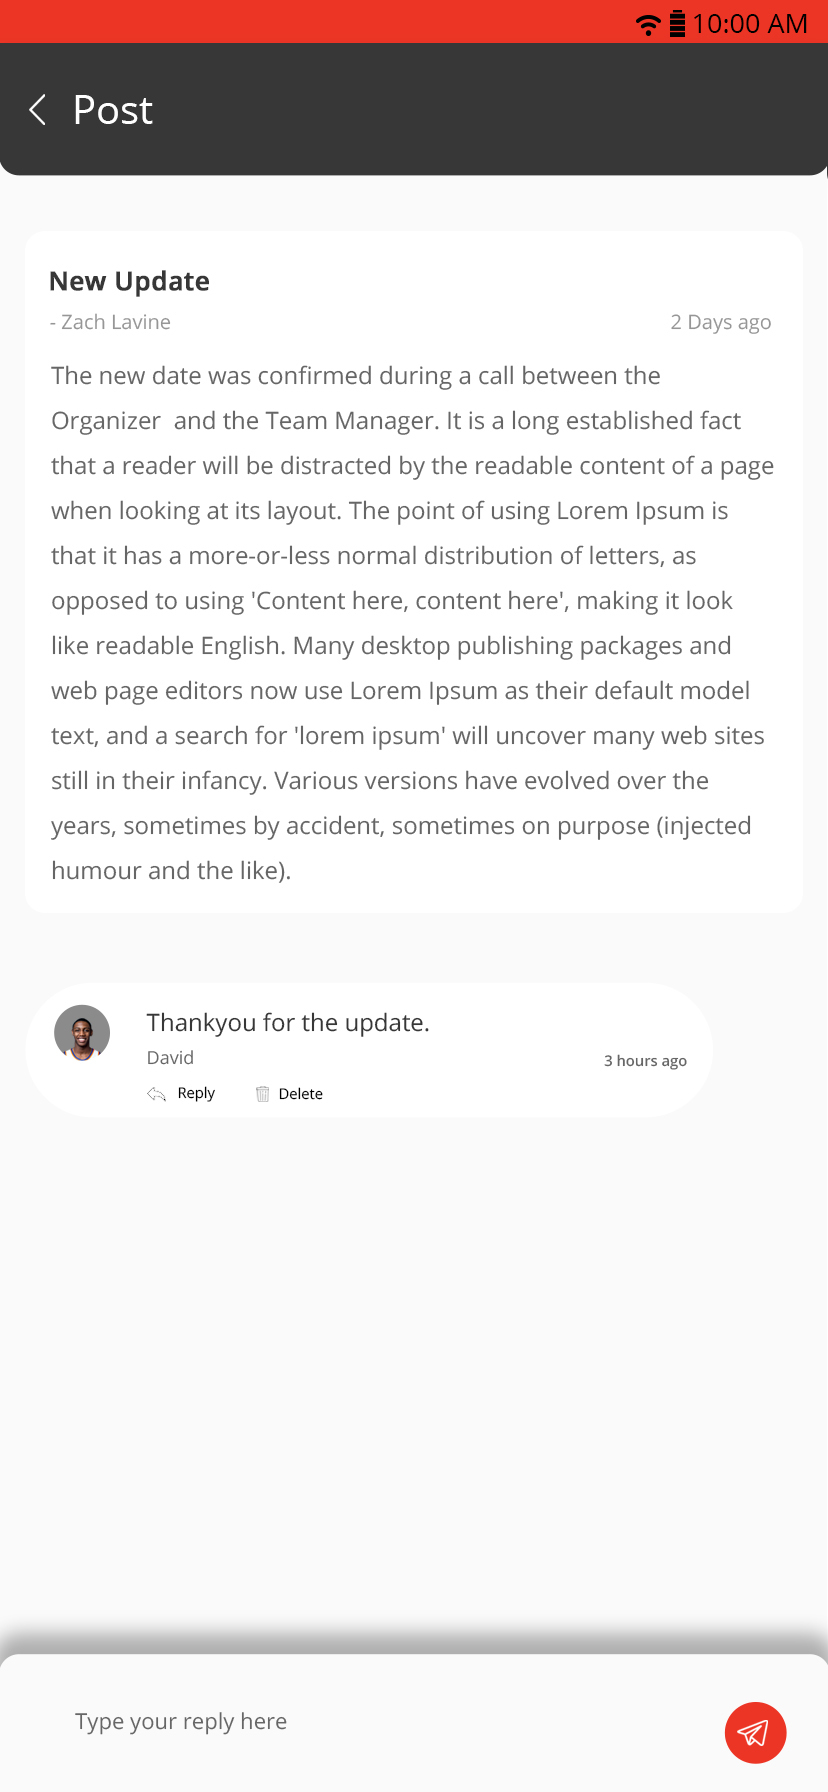 10:00 AM
Post
New Update
- Zach Lavine
2 Days ago
The new date was confirmed during a call between the
Organizer  and the Team Manager. It is a long established fact
that a reader will be distracted by the readable content of a page
when looking at its layout. The point of using Lorem Ipsum is
that it has a more-or-less normal distribution of letters, as
opposed to using 'Content here, content here', making it look
like readable English. Many desktop publishing packages and
web page editors now use Lorem Ipsum as their default model
text, and a search for 'lorem ipsum' will uncover many web sites
still in their infancy. Various versions have evolved over the
years, sometimes by accident, sometimes on purpose (injected
humour and the like).
Thankyou for the update.
David
3 hours ago
Reply
Delete
Type your reply here